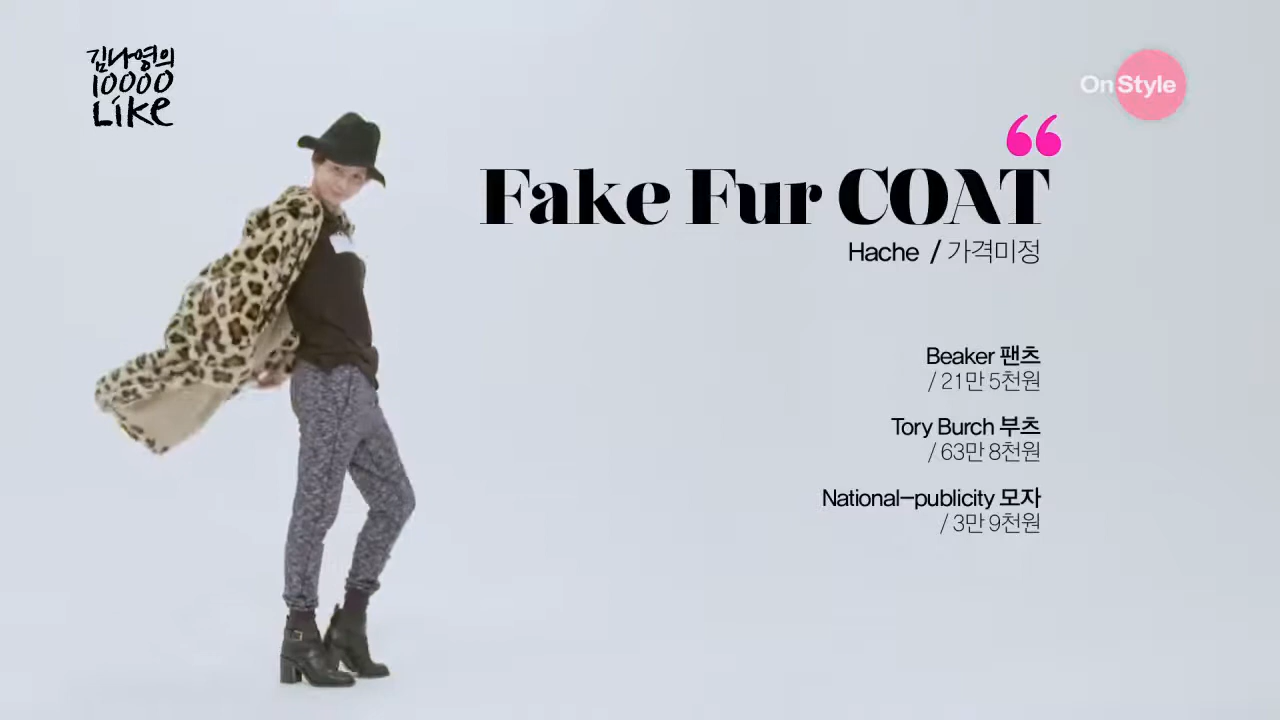 김나영의
10000
Like
On Style
“
Fake Fur COAT
Hache / 가격미정
Beaker 팬츠
/ 21만 5천원
Tory Burch 부츠
/ 63만 8천원
National-publicity 모자
/ 3만 9천원